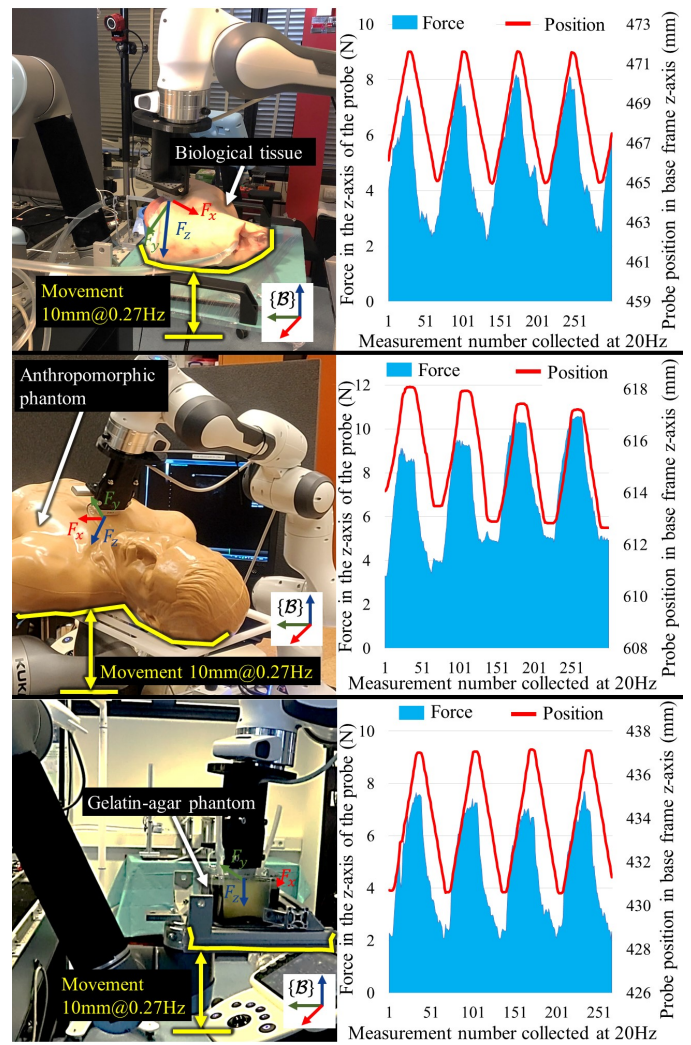 Biological tissue
F_x
F_z
y
Movement
10mm@0.27Hz
{B}
Force
Position
Force in the z-axis of the probe (N)
10
8
6
4
2
0
473
471
469
467
465
463
461
459
Probe position in base frame z-axis (mm)
1
51
101
151
201
251
Measurement number collected at 20Hz
Anthropomorphic
phantom
F_y
F_x
F_z
KUK
{B}
Movement 10mm@0.27Hz
Force
Position
Force in the z-axis of the probe (N)
12
10
8
6
4
2
0
618
616
614
612
610
608
Probe position in base frame z-axis (mm)
1
51
101
151
201
251
Measurement number collected at 20Hz
Gelatin-agar phantom
F_y
F_x
F_z
Movement
10mm@0.27Hz
{B}
Force
Position
Force in the z-axis of the probe (N)
10
8
6
4
2
0
437
435
434
432
431
429
428
426
Probe position in base frame z-axis (mm)
1
51
101
151
201
251
Measurement number collected at 20Hz